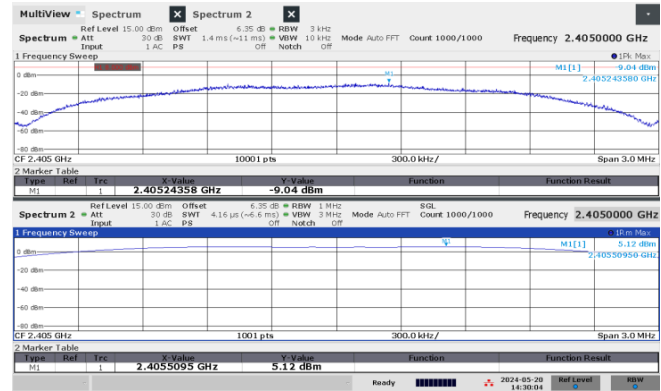 MultiView Spectrum Spectrum 2
Ref Level 15.00 dBm Offset 6.35 dB RBW 3 kHz
Spectrum Att 30 dB SWT 1.4 ms (~11 ms) VBW 10 kHz Mode Auto FFT Count 1000/1000 Frequency 2.4050000 GHz
Input 1 AC PS Off Notch Off
1 Frequency Sweep 1Pk Max
M1[1] -9.04 dBm
2.405243580 GHz
0 dBm
M1
-20 dBm
-40 dBm
-60 dBm
-80 dBm
CF 2.405 GHz 10001 pts 300.0 kHz/ Span 3.0 MHz
2 Marker Table
Type Ref Trc X-Value Y-Value Function Function Result
M1 1 2.40524358 GHz -9.04 dBm
Ref Level 15.00 dBm Offset 6.35 dB RBW 1 MHz SGL
Spectrum 2 Att 30 dB SWT 4.16 µs (~6.6 ms) VBW 3 MHz Mode Auto FFT Count 1000/1000 Frequency 2.4050000 GHz
Input 1 AC PS Off Notch Off
1 Frequency Sweep 1Rm Max
M1
M1[1] 5.12 dBm
2.40550950 GHz
0 dBm
-20 dBm
-40 dBm
-60 dBm
-80 dBm
CF 2.405 GHz 1001 pts 300.0 kHz/ Span 3.0 MHz
2 Marker Table
Type Ref Trc X-Value Y-Value Function Function Result
M1 1 2.4055095 GHz 5.12 dBm
Ready 2024-05-20 Ref Level RBW
14:30:04